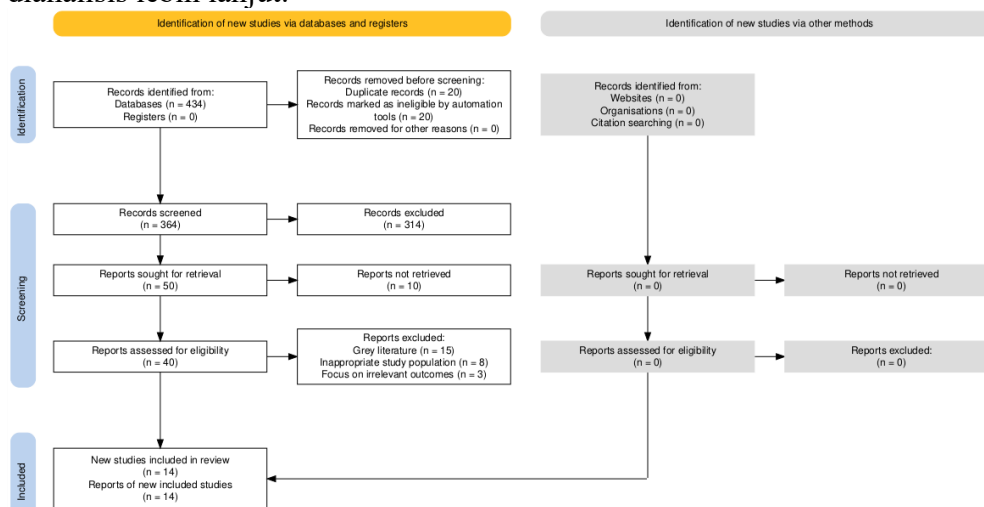 dianalisis lebih lanjut.
Identification of new studies via databases and registers
Identification of new studies via other methods
Identification
Records identified from:
Databases (n = 434)
Registers (n = 0)
Records removed before screening:
Duplicate records (n = 20)
Records marked as ineligible by automation
tools (n = 20)
Records removed for other reasons (n = 0)
Records identified from:
Websites (n = 0)
Organisations (n = 0)
Citation searching (n = 0)
Screening
Records screened
(n = 364)
Records excluded
(n = 314)
Reports sought for retrieval
(n = 50)
Reports not retrieved
(n = 10)
Reports sought for retrieval
(n = 0)
Reports not retrieved
(n = 0)
Reports assessed for eligibility
(n = 40)
Reports excluded:
Grey literature (n = 15)
Inappropriate study population (n = 8)
Focus on irrelevant outcomes (n = 3)
Reports assessed for eligibility
(n = 0)
Reports excluded:
(n = 0)
Included
New studies included in review
(n = 14)
Reports of new included studies
(n = 14)